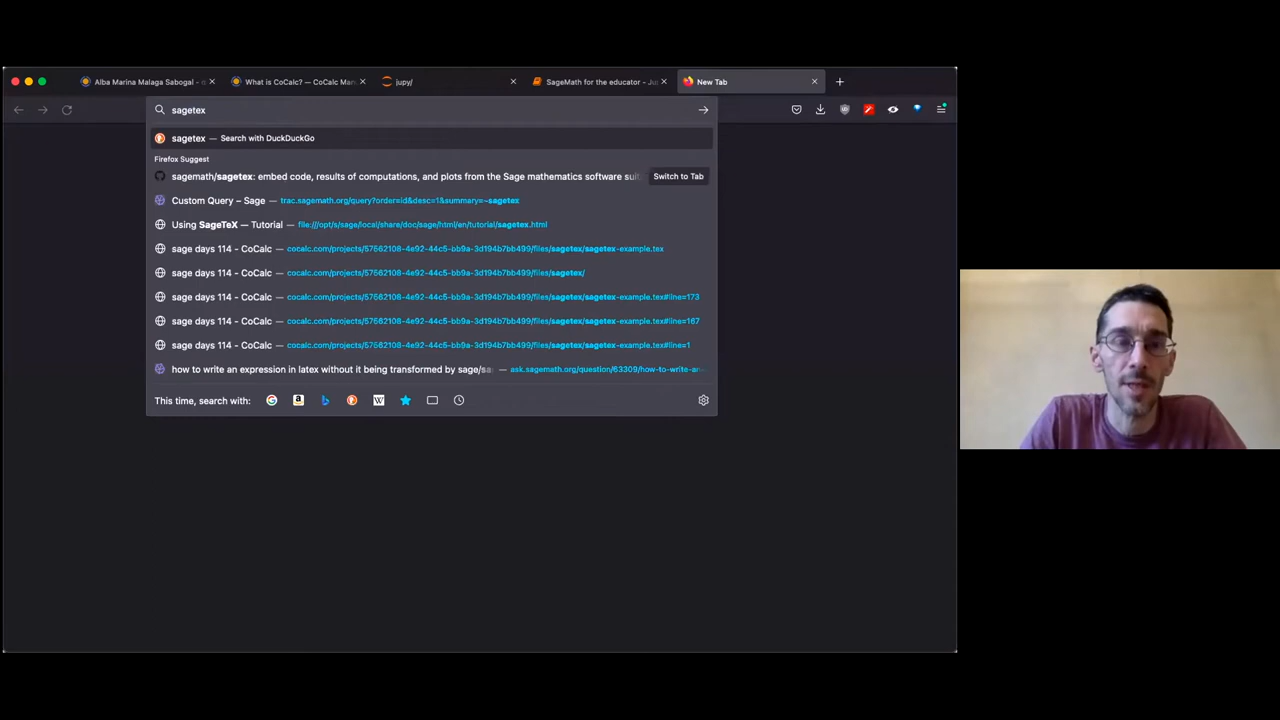 Alba Marina Malaga Sabogal - n
What is CoCalc? — CoCalc Man
jupy/
SageMath for the educator - Ju
New Tab
sagetex
sagetex — Search with DuckDuckGo
Firefox Suggest
sagemath/sagetex: embed code, results of computations, and plots from the Sage mathematics software suit
Switch to Tab
Custom Query – Sage — trac.sagemath.org/query?order=id&desc=1&summary=~sagetex
Using SageTeX — Tutorial — file:///opt/s/sage/local/share/doc/sage/html/en/tutorial/sagetex.html
sage days 114 - CoCalc — cocalc.com/projects/57662108-4e92-44c5-bb9a-3d194b7bb499/files/sagetex/sagetex-example.tex
sage days 114 - CoCalc — cocalc.com/projects/57662108-4e92-44c5-bb9a-3d194b7bb499/files/sagetex/
sage days 114 - CoCalc — cocalc.com/projects/57662108-4e92-44c5-bb9a-3d194b7bb499/files/sagetex/sagetex-example.tex#line=173
sage days 114 - CoCalc — cocalc.com/projects/57662108-4e92-44c5-bb9a-3d194b7bb499/files/sagetex/sagetex-example.tex#line=167
sage days 114 - CoCalc — cocalc.com/projects/57662108-4e92-44c5-bb9a-3d194b7bb499/files/sagetex/sagetex-example.tex#line=1
how to write an expression in latex without it being transformed by sage/sa — ask.sagemath.org/question/63309/how-to-write-an-
This time, search with: